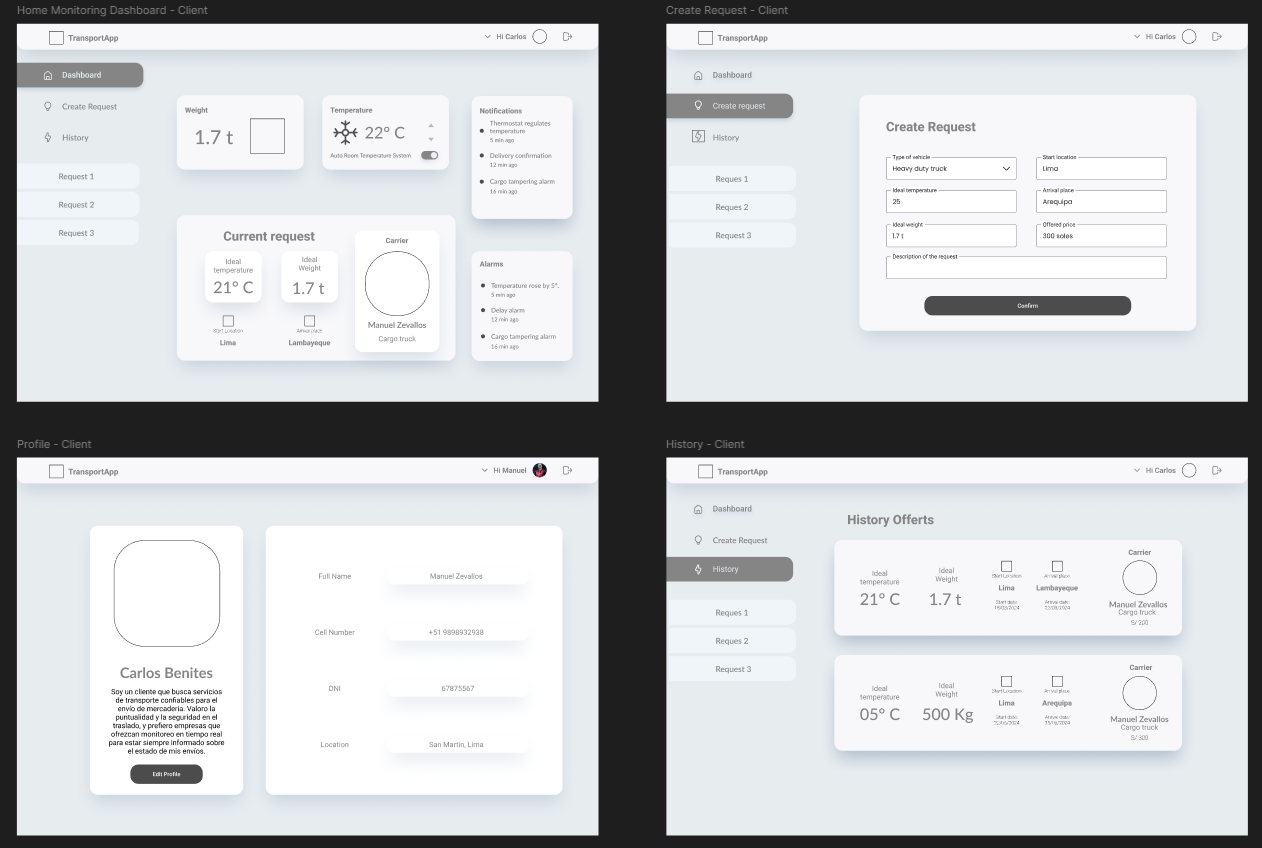 Home Monitoring Dashboard - Client
TransportApp
Hi Carlos
Dashboard
Create Request
History
Request 1
Request 2
Request 3
Weight
1.7 t
Temperature
22° C
Auto Room Temperature System
Notifications
Thermostat regulates
temperature
5 min ago
Delivery confirmation
12 min ago
Cargo tampering alarm
16 min ago
Current request
Ideal
temperature
21° C
Ideal
Weight
1.7 t
Start Location
Lima
Arrival place
Lambayeque
Carrier
Manuel Zevallos
Cargo truck
Alarms
Temperature rose by 5°.
5 min ago
Delay alarm
12 min ago
Cargo tampering alarm
16 min ago
Create Request - Client
TransportApp
Hi Carlos
Dashboard
Create request
History
Reques 1
Reques 2
Request 3
Create Request
Type of vehicle
Heavy duty truck
Start location
Lima
Ideal temperature
25
Arrival place
Arequipa
Ideal weight
1.7 t
Offered price
300 soles
Description of the request
Confirm
Profile - Client
TransportApp
Hi Manuel
Carlos Benites
Soy un cliente que busca servicios
de transporte confiables para el
envío de mercadería. Valoro la
puntualidad y la seguridad en el
traslado, y prefiero empresas que
ofrezcan monitoreo en tiempo real
para estar siempre informado sobre
el estado de mis envíos.
Edit Profile
Full Name
Manuel Zevallos
Cell Number
+51 9898932938
DNI
67875567
Location
San Martin, Lima
History - Client
TransportApp
Hi Carlos
Dashboard
Create Request
History
Reques 1
Reques 2
Request 3
History Offerts
Ideal
temperature
21° C
Ideal
Weight
1.7 t
Start Location
Lima
Start date:
Arrival place
Lambayeque
Arrival date:
Carrier
Manuel Zevallos
Cargo truck
S/ 200
Ideal
temperature
05° C
Ideal
Weight
500 Kg
Start Location
Lima
Start date:
Arrival place
Arequipa
Arrival date:
Carrier
Manuel Zevallos
Cargo truck
S/ 300